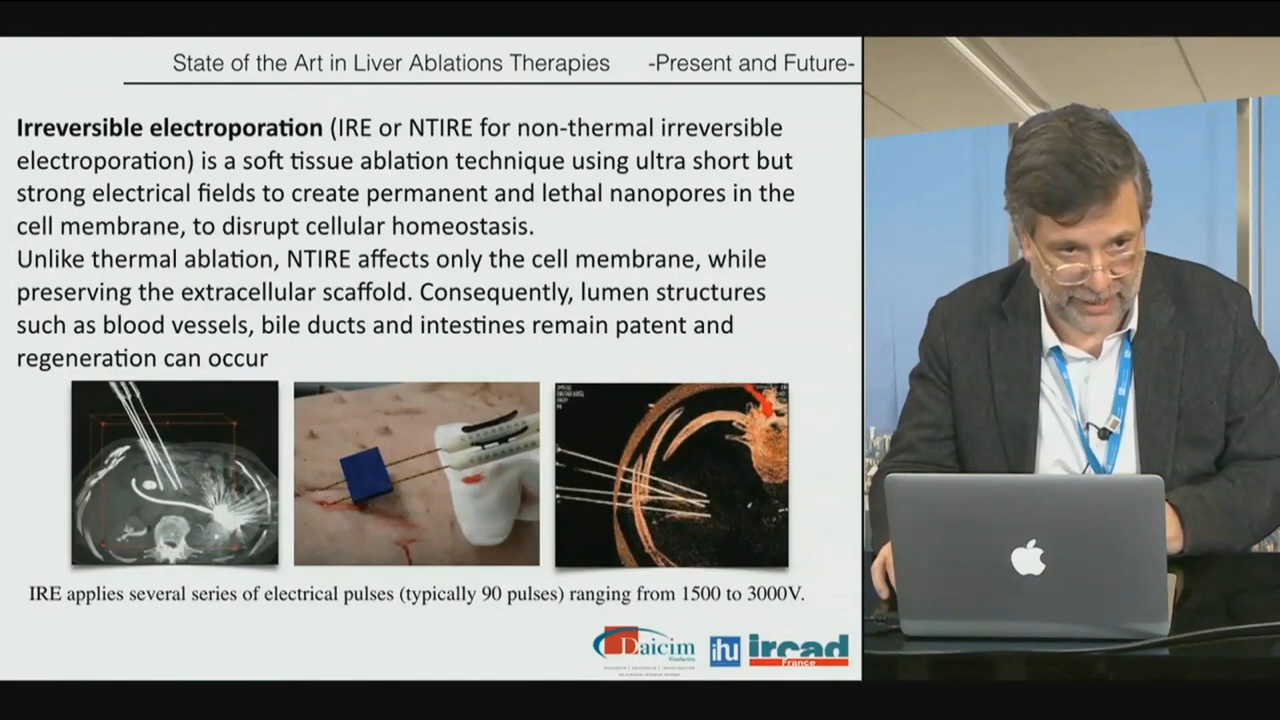 State of the Art in Liver Ablations Therapies -Present and Future-
Irreversible electroporation (IRE or NTIRE for non-thermal irreversible
electroporation) is a soft tissue ablation technique using ultra short but
strong electrical fields to create permanent and lethal nanopores in the
cell membrane, to disrupt cellular homeostasis.
Unlike thermal ablation, NTIRE affects only the cell membrane, while
preserving the extracellular scaffold. Consequently, lumen structures
such as blood vessels, bile ducts and intestines remain patent and
regeneration can occur
IRE applies several series of electrical pulses (typically 90 pulses) ranging from 1500 to 3000V.
Daicim
Fundación
ihu
ircad
France